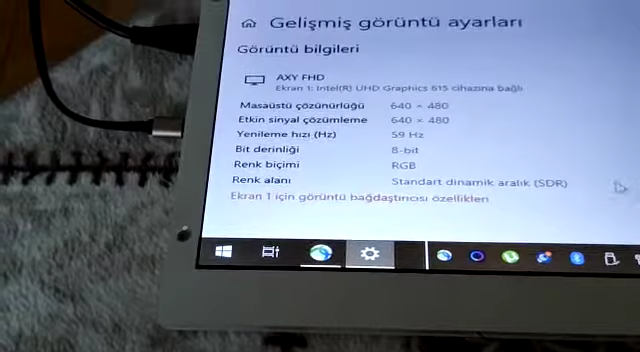 Gelişmiş görüntü ayarları
Görüntü bilgileri
AXY FHD
Ekran 1: Intel(R) UHD Graphics 615 cihazına bağlı
Masaüstü çözünürlüğü 640 × 480
Etkin sinyal çözümleme 640 × 480
Yenileme hızı (Hz) 59 Hz
Bit derinliği 8-bit
Renk biçimi RGB
Renk alanı Standart dinamik aralık (SDR)
Ekran 1 için görüntü bağdaştırıcısı özellikleri